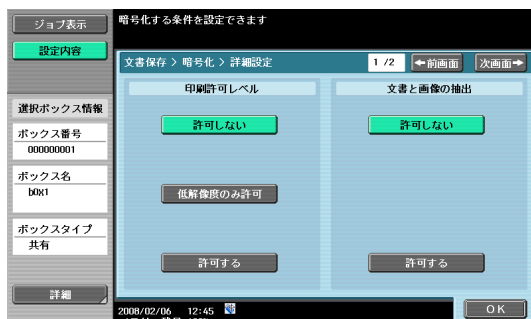 ジョブ表示
暗号化する条件を設定できます
設定内容
文書保存 > 暗号化 > 詳細設定
1 /2
←前画面
次画面→
印刷許可レベル
文書と画像の抽出
選択ボックス情報
許可しない
許可しない
ボックス番号
000000001
ボックス名
box1
低解像度のみ許可
ボックスタイプ
共有
許可する
許可する
詳細
2008/02/06 12:45
OK